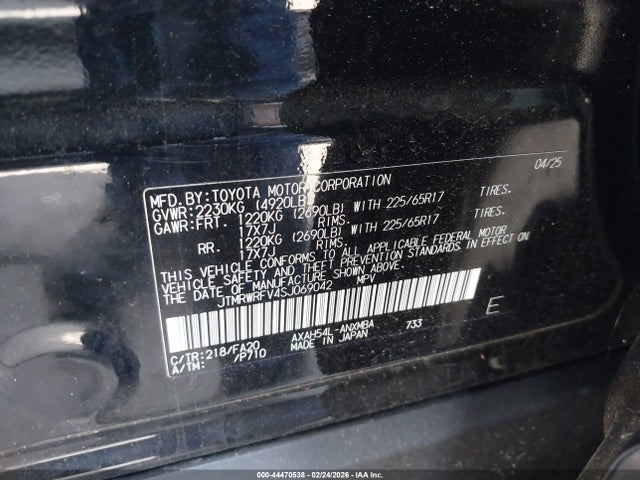 04/25
MFD.BY:TOYOTA MOTOR CORPORATION
GVWR:2230KG (4920LB)
GAWR:FRT. 1220KG (2690LB) WITH 225/65R17 TIRES.
17X7J RIMS.
RR. 1220KG (2690LB) WITH 225/65R17 TIRES.
17X7J RIMS.
THIS VEHICLE CONFORMS TO ALL APPLICABLE FEDERAL MOTOR
VEHICLE SAFETY AND THEFT PREVENTION STANDARDS IN EFFECT ON
THE DATE OF MANUFACTURE SHOWN ABOVE.
JTMRWRFV4SJ069042 MPV
E
AXAH54L-ANXMBA 733
C/TR:218/FA20 MADE IN JAPAN
A/TM: /P710
000-44470538 - 02/24/2026 - IAA Inc.